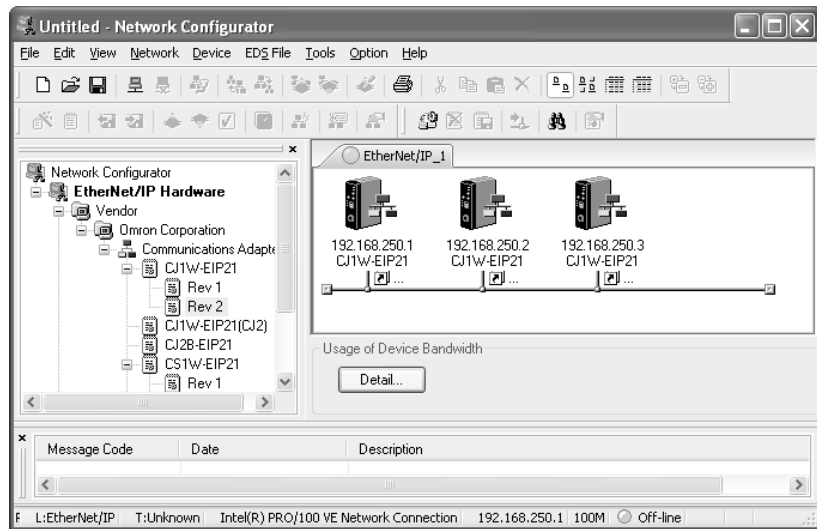 Untitled - Network Configurator
File Edit View Network Device EDS File Tools Option Help
EtherNet/IP_1
Network Configurator
EtherNet/IP Hardware
Vendor
Omron Corporation
Communications Adapte
CJ1W-EIP21
Rev 1
Rev 2
CJ1W-EIP21(CJ2)
CJ2B-EIP21
CS1W-EIP21
Rev 1
192.168.250.1 192.168.250.2 192.168.250.3
CJ1W-EIP21 CJ1W-EIP21 CJ1W-EIP21
... ... ...
Usage of Device Bandwidth
Detail...
Message Code Date Description
L:EtherNet/IP T:Unknown Intel(R) PRO/100 VE Network Connection 192.168.250.1 100M Off-line